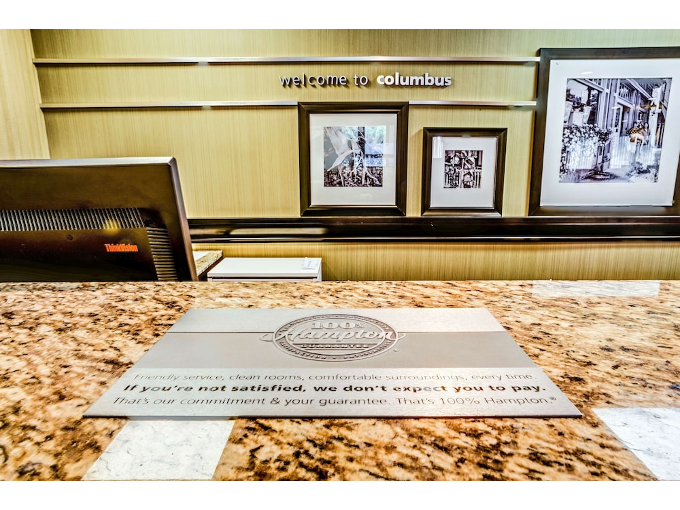 welcome to columbus
ThinkVision
100%
Hampton
GUARANTEE
Friendly service, clean rooms, comfortable surroundings, every time.
If you're not satisfied, we don't expect you to pay.
That's our commitment & your guarantee. That's 100% Hampton.®